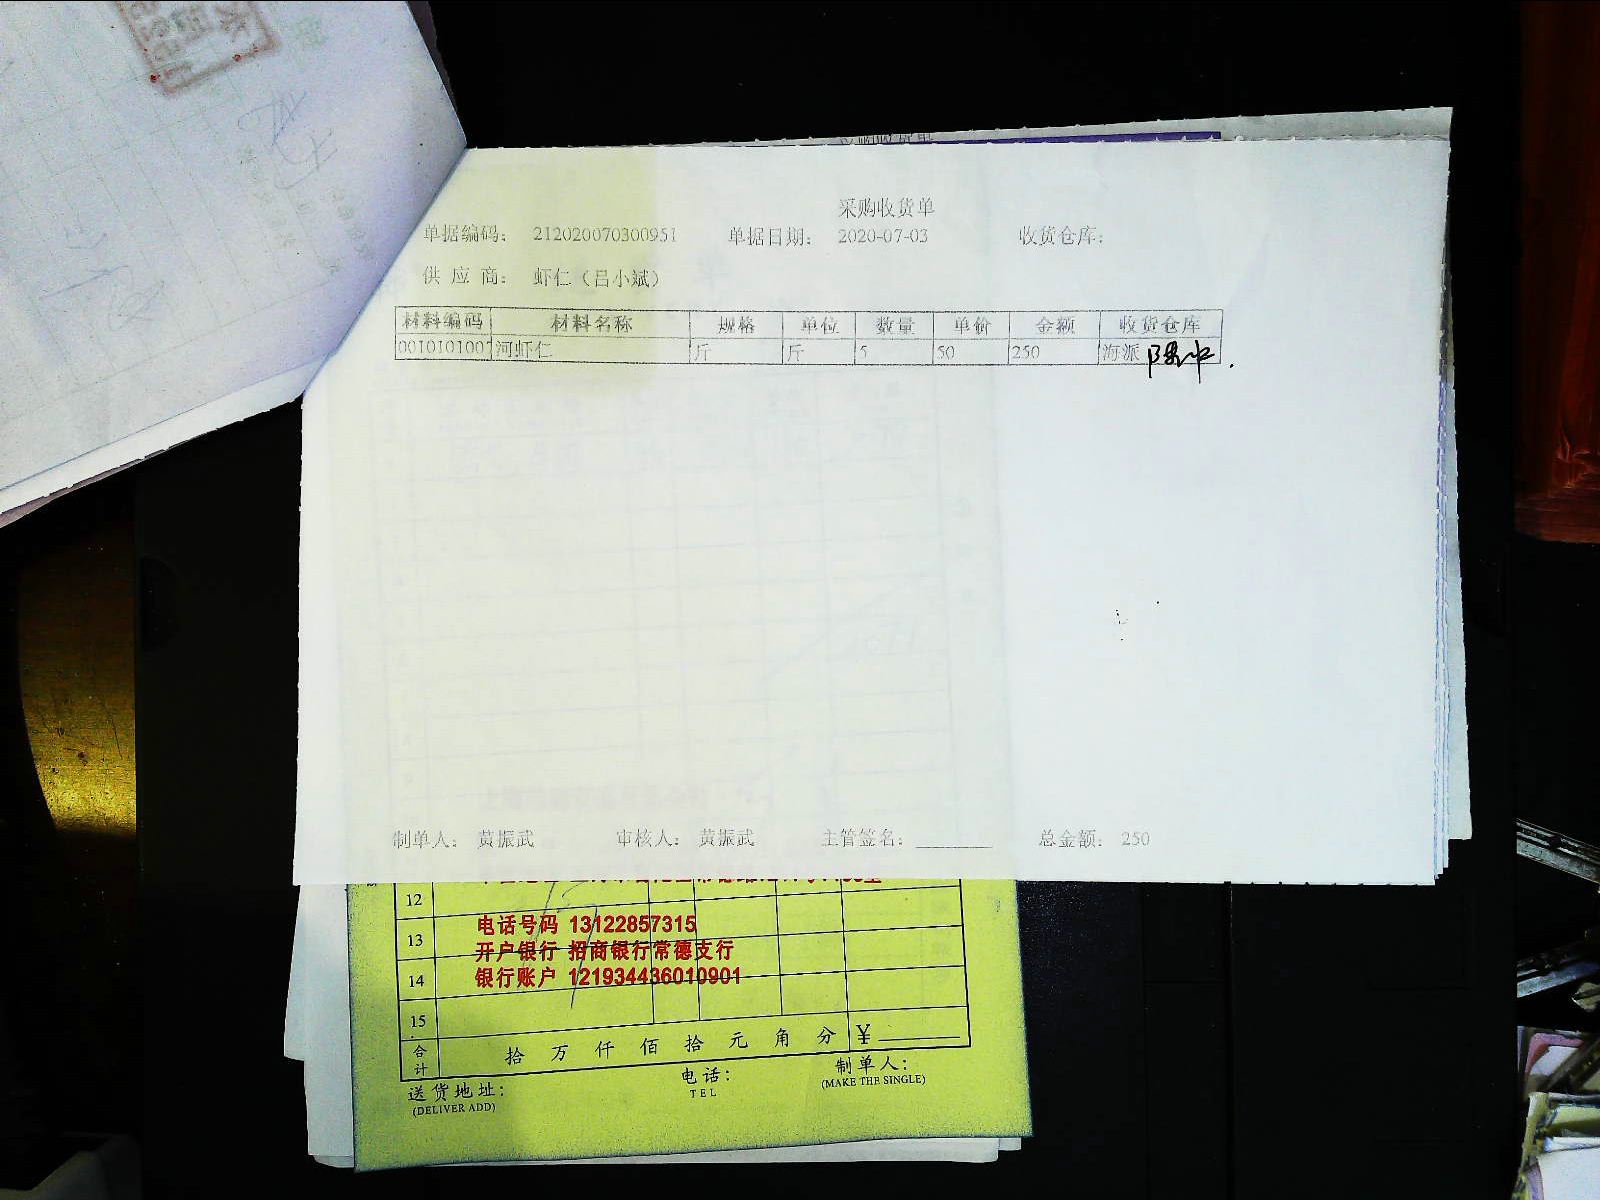 采购收货单
单据编码： 212020070300951 单据日期： 2020-07-03 收货仓库：
供 应 商： 虾仁（吕小斌）
材料编码 材料名称 规格 单位 数量 单价 金额 收货仓库
00101010 河虾仁 斤 斤 5 50 250 海派
制单人： 黄振武 审核人： 黄振武 主管签名： 总金额： 250
12
13 电话号码 13122857315
开户银行 招商银行常德支行
14 银行账户 121934436010901
15
合计 拾 万 仟 佰 拾 元 角 分 ¥
送货地址： 电话： 制单人：
(DELIVER ADD) TEL (MAKE THE SINGLE)